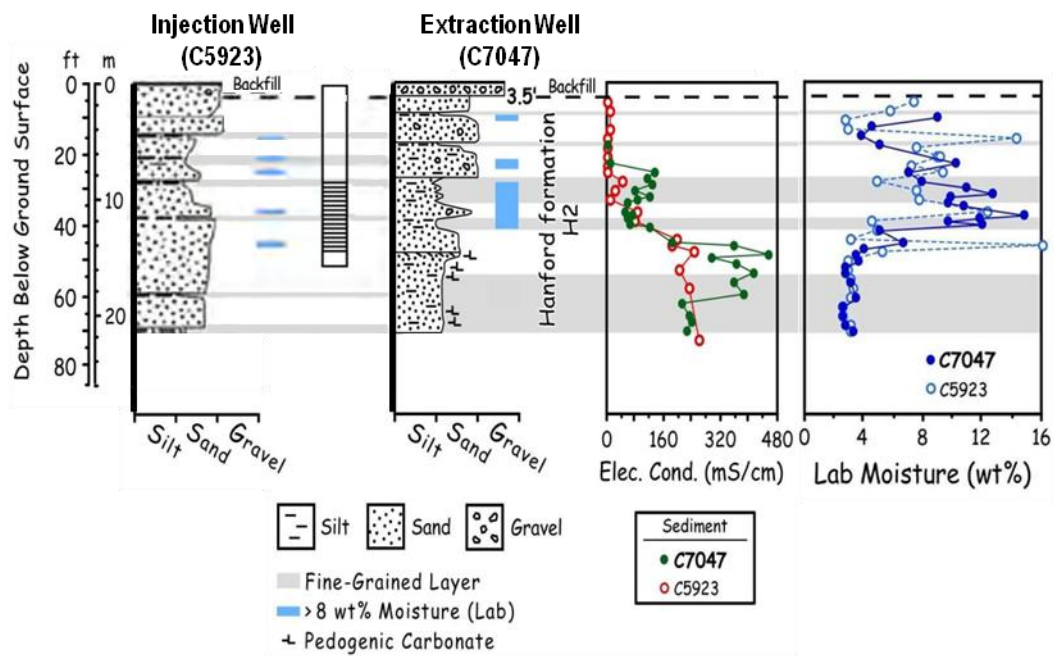 Injection Well
(C5923)
Extraction Well
(C7047)
ft m
Depth Below Ground Surface
0
20
40
60
80
0
10
20
Backfill
Backfill
3.5'
Hanford formation
H2
Silt
Sand
Gravel
Silt
Sand
Gravel
0 160 320 480
Elec. Cond. (mS/cm)
0 4 8 12 16
Lab Moisture (wt%)
C7047
C5923
Silt
Sand
Gravel
Fine-Grained Layer
>8 wt% Moisture (Lab)
Pedogenic Carbonate
Sediment
C7047
C5923